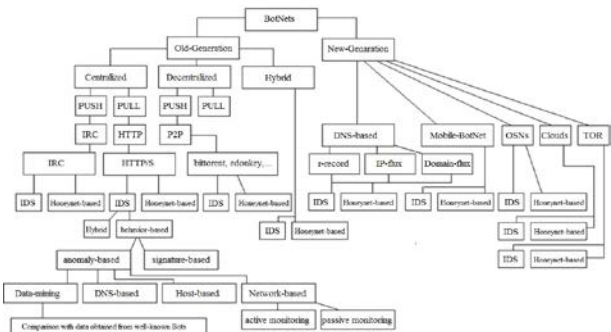 BotNets
Old-Generation New-Genaration
Centralized Decentralized Hybrid
PUSH PULL PUSH PULL
IRC HTTP P2P DNS-based Mobile-BotNet OSNs Clouds TOR
IRC HTTP/S bittorent, edonkey,... r-record IP-flux Domain-flux
IDS Honeynet-based IDS Honeynet-based IDS Honeynet-based IDS Honeynet-based IDS Honeynet-based IDS Honeynet-based
Hybrid behavior-based IDS Honeynet-based IDS Honeynet-based
anomaly-based signature-based IDS Honeynet-based
Data-mining DNS-based Host-based Network-based
Comparison with data obtained from well-known Bots active monitoring passive monitoring